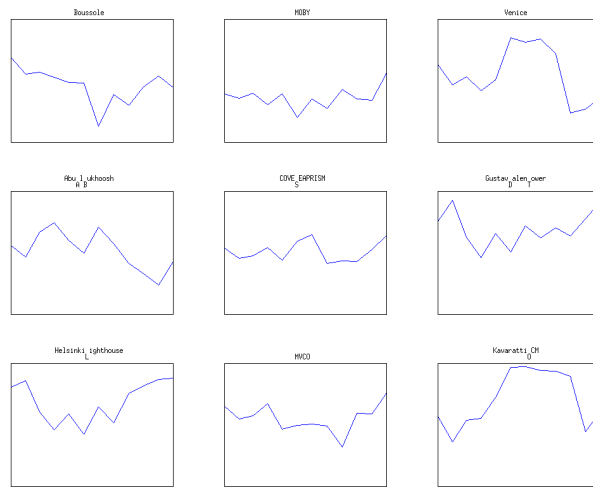 Boussole
MOBY
Venice
Abu_l_ukhoosh
A B
COVE_EAPRISM
S
Gustav_alen_ower
D T
Helsinki_ighthouse
L
MVCO
Kavaratti_CM
O